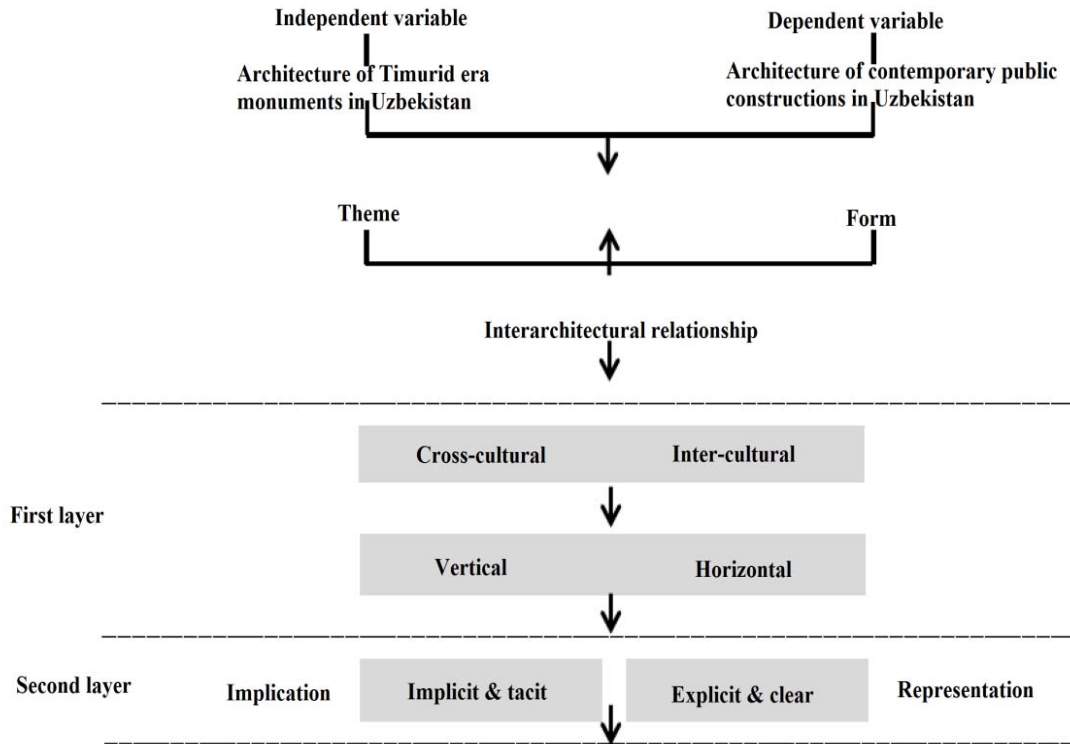 Independent variable
Dependent variable
Architecture of Timurid era
monuments in Uzbekistan
Architecture of contemporary public
constructions in Uzbekistan
Theme
Form
Interarchitectural relationship
Cross-cultural
Inter-cultural
First layer
Vertical
Horizontal
Second layer
Implication
Implicit & tacit
Explicit & clear
Representation